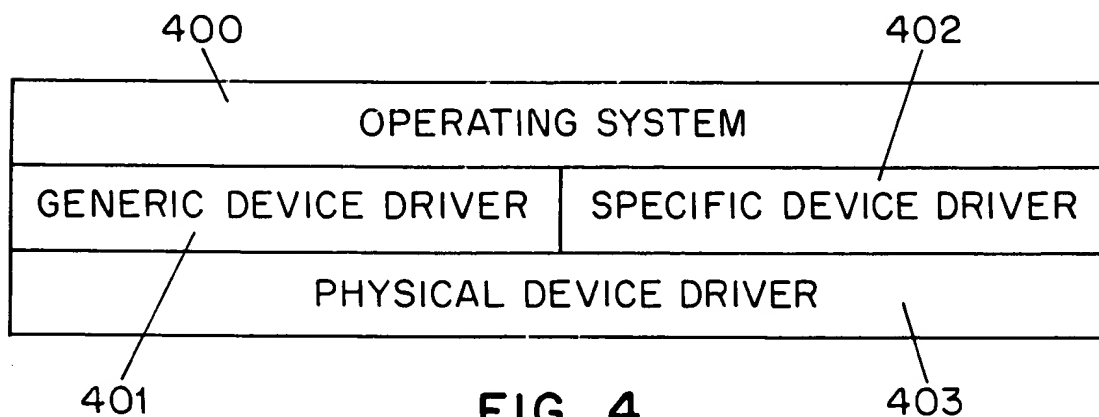 400 402
OPERATING SYSTEM
GENERIC DEVICE DRIVER SPECIFIC DEVICE DRIVER
PHYSICAL DEVICE DRIVER
401 FIG. 4 403